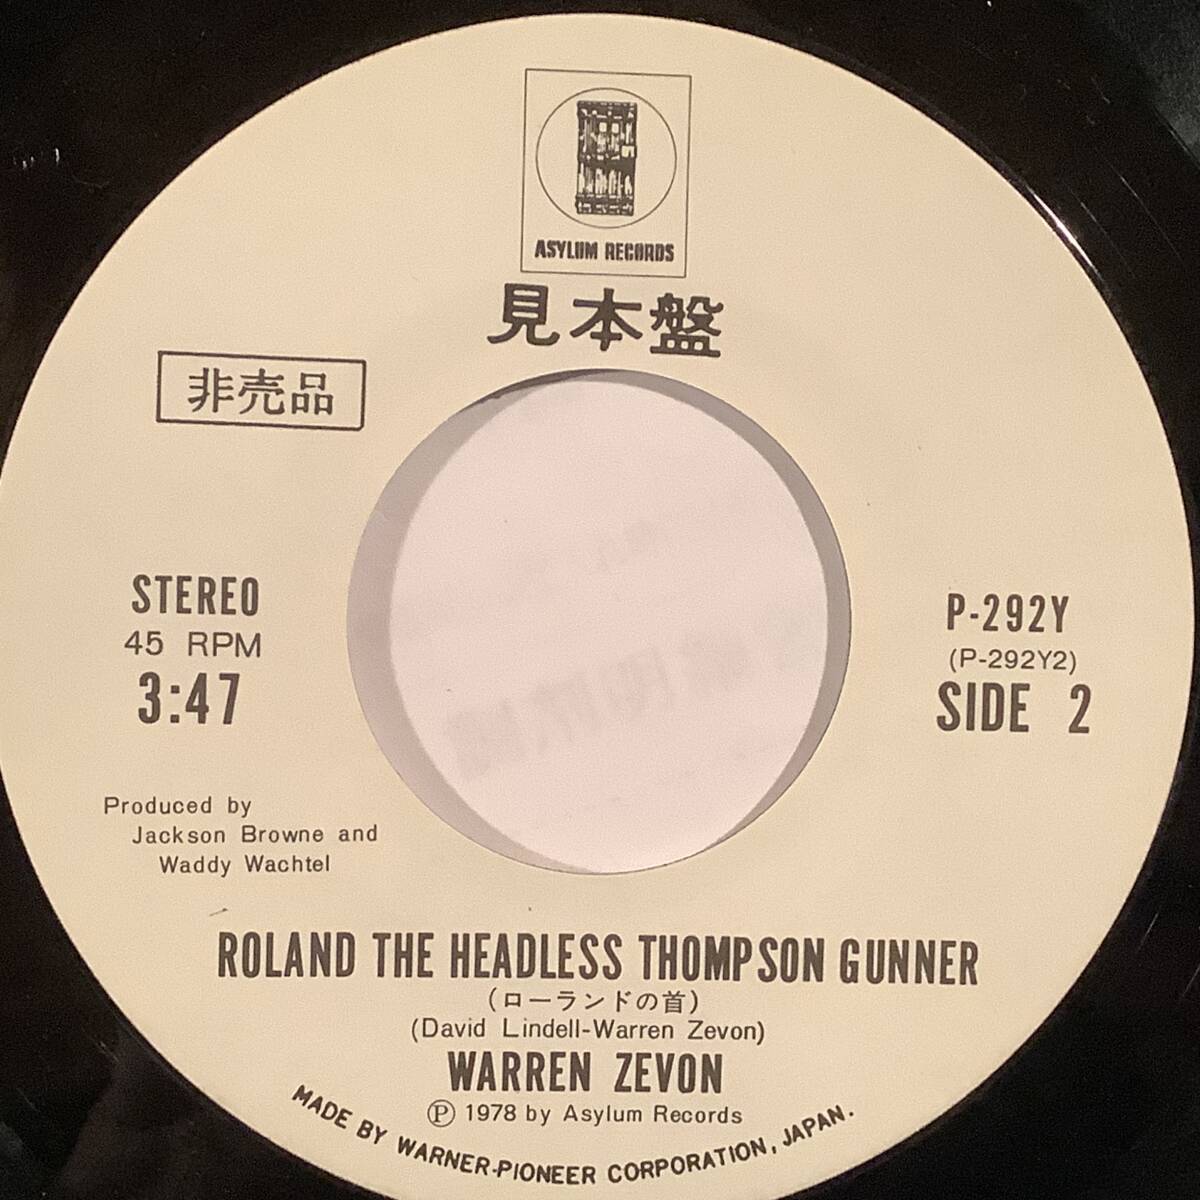 ASYLUM RECORDS
見本盤
非売品
STEREO
45 RPM
3:47
P-292Y
(P-292Y2)
SIDE 2
Produced by
Jackson Browne and
Waddy Wachtel
ROLAND THE HEADLESS THOMPSON GUNNER
(ローランドの首)
(David Lindell-Warren Zevon)
WARREN ZEVON
Ⓟ 1978 by Asylum Records
MADE BY WARNER-PIONEER CORPORATION, JAPAN.